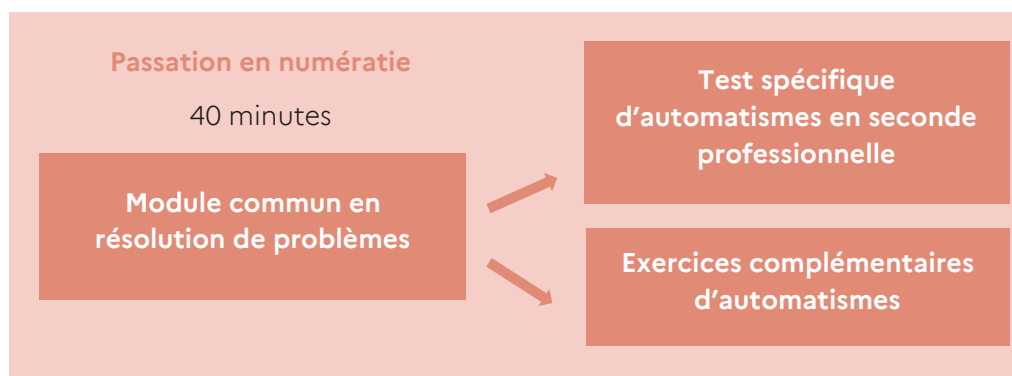 Passation en numératie
40 minutes
Module commun en
résolution de problèmes
Test spécifique
d'automatismes en seconde
professionnelle
Exercices complémentaires
d'automatismes